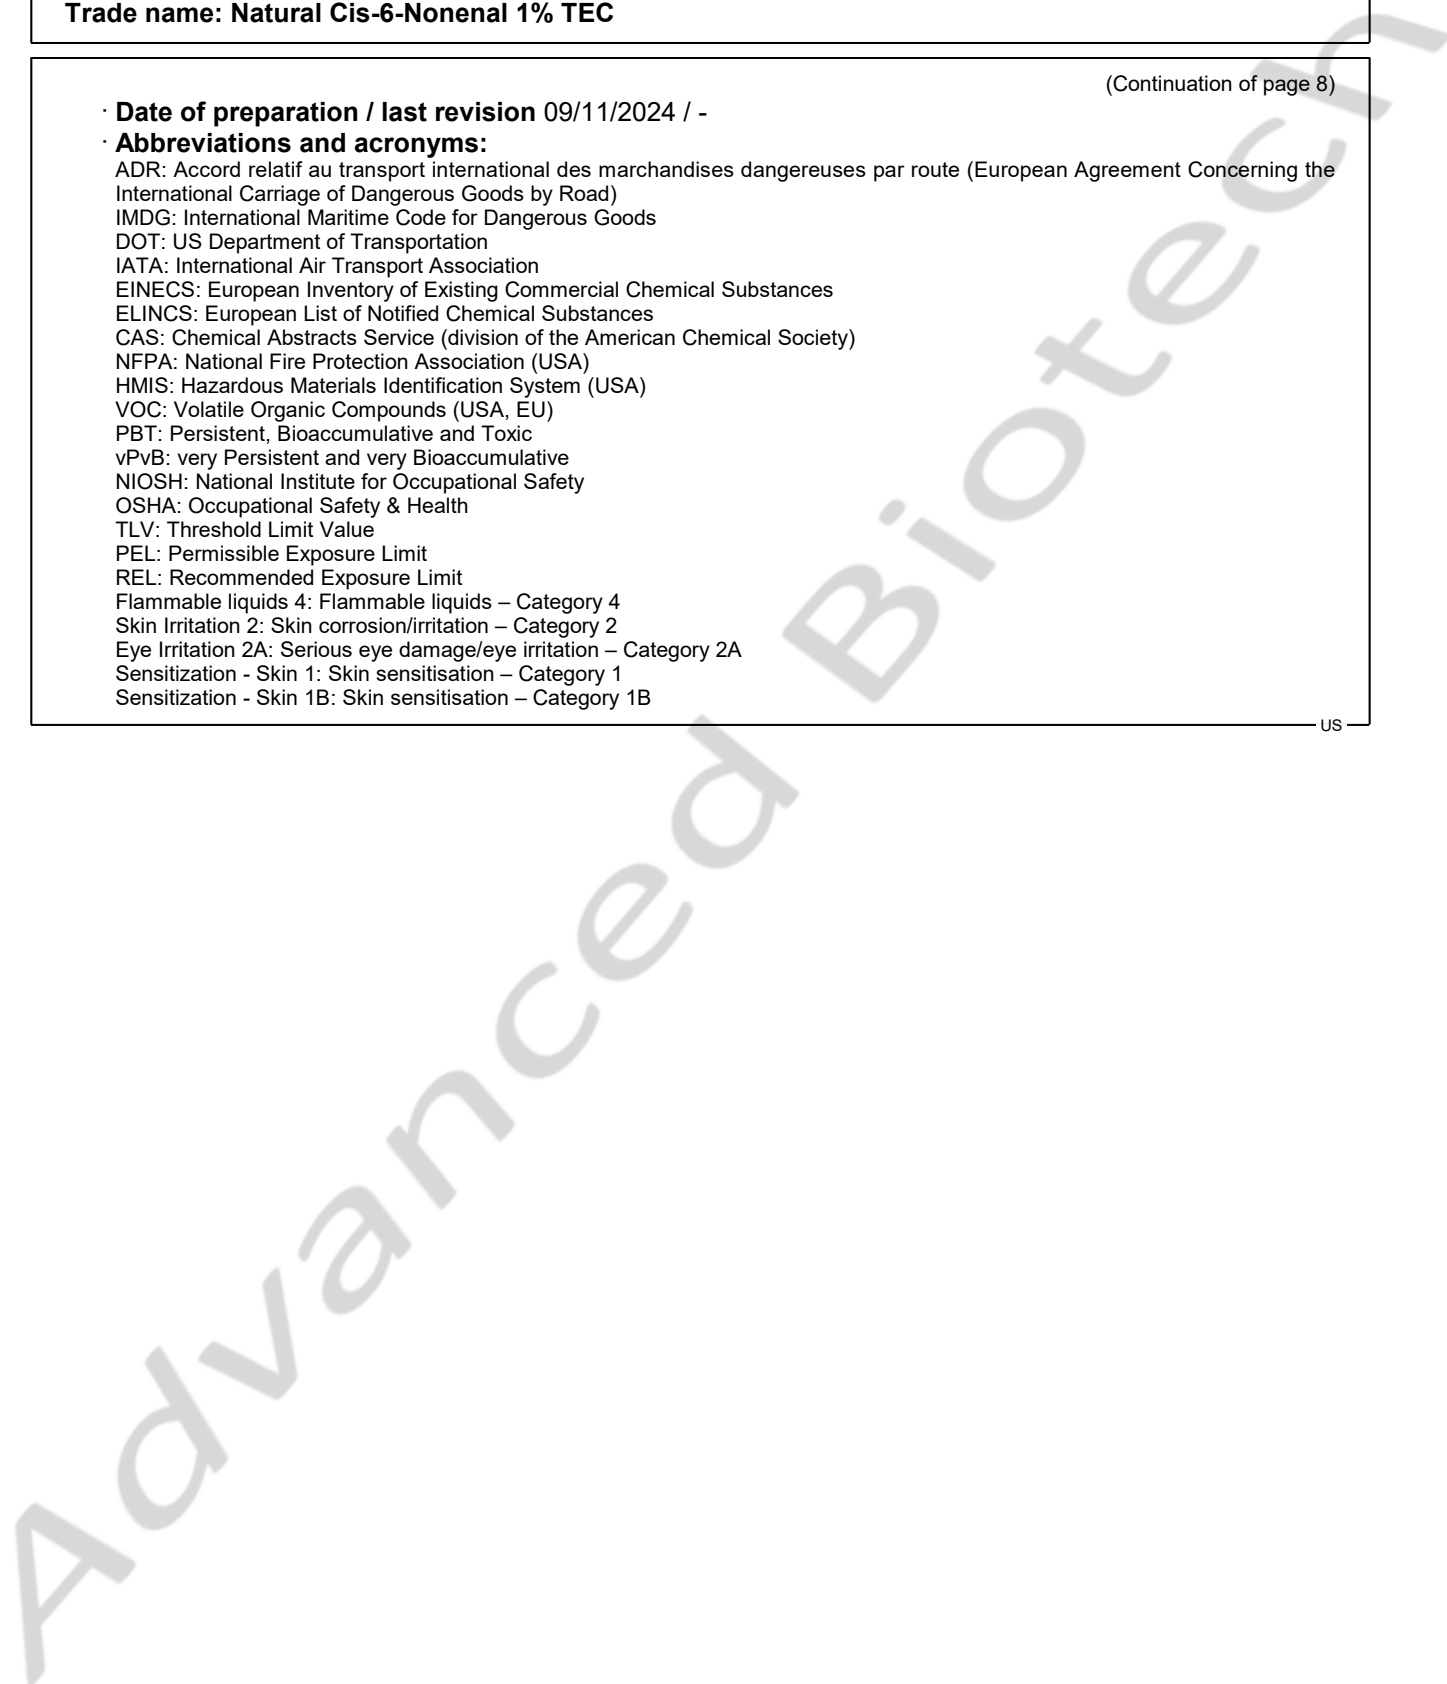 Trade name: Natural Cis-6-Nonenal 1% TEC
(Continuation of page 8)
· Date of preparation / last revision 09/11/2024 / -
· Abbreviations and acronyms:
ADR: Accord relatif au transport international des marchandises dangereuses par route (European Agreement Concerning the
International Carriage of Dangerous Goods by Road)
IMDG: International Maritime Code for Dangerous Goods
DOT: US Department of Transportation
IATA: International Air Transport Association
EINECS: European Inventory of Existing Commercial Chemical Substances
ELINCS: European List of Notified Chemical Substances
CAS: Chemical Abstracts Service (division of the American Chemical Society)
NFPA: National Fire Protection Association (USA)
HMIS: Hazardous Materials Identification System (USA)
VOC: Volatile Organic Compounds (USA, EU)
PBT: Persistent, Bioaccumulative and Toxic
vPvB: very Persistent and very Bioaccumulative
NIOSH: National Institute for Occupational Safety
OSHA: Occupational Safety & Health
TLV: Threshold Limit Value
PEL: Permissible Exposure Limit
REL: Recommended Exposure Limit
Flammable liquids 4: Flammable liquids – Category 4
Skin Irritation 2: Skin corrosion/irritation – Category 2
Eye Irritation 2A: Serious eye damage/eye irritation – Category 2A
Sensitization - Skin 1: Skin sensitisation – Category 1
Sensitization - Skin 1B: Skin sensitisation – Category 1B
US
Advanced Biotech